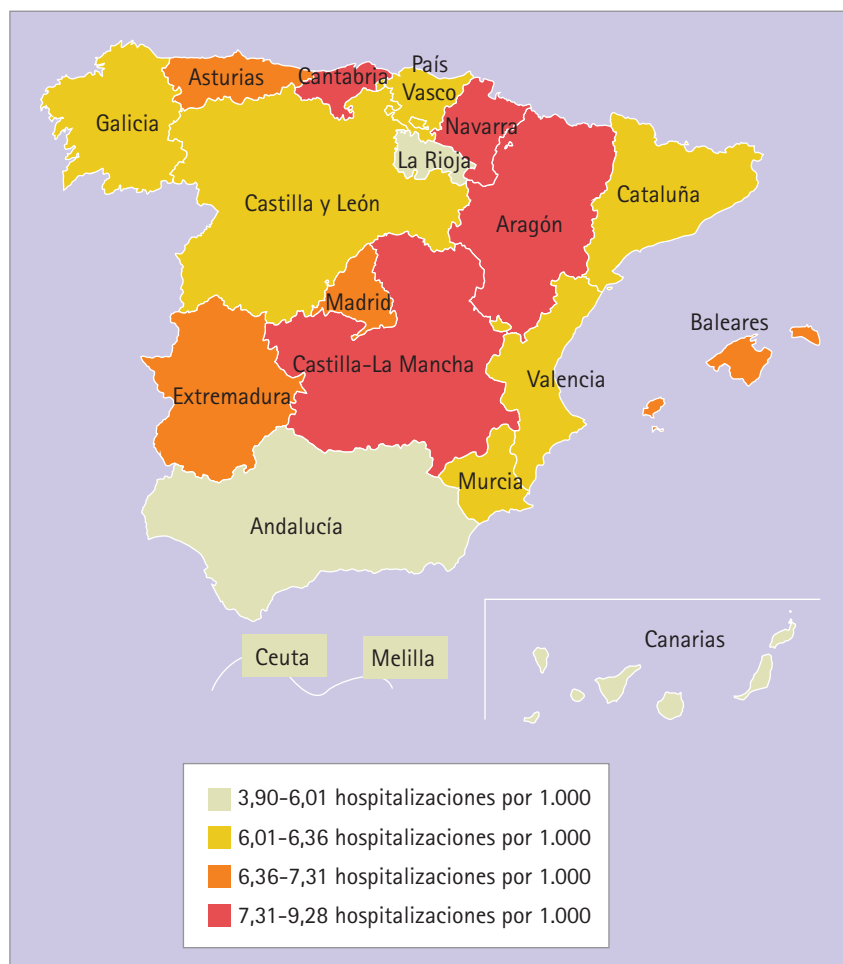 Asturias
Cantabria
País
Vasco
Galicia
Navarra
La Rioja
Castilla y León
Cataluña
Aragón
Madrid
Baleares
Castilla-La Mancha
Valencia
Extremadura
Murcia
Andalucía
Ceuta
Melilla
Canarias
3,90-6,01 hospitalizaciones por 1.000
6,01-6,36 hospitalizaciones por 1.000
6,36-7,31 hospitalizaciones por 1.000
7,31-9,28 hospitalizaciones por 1.000